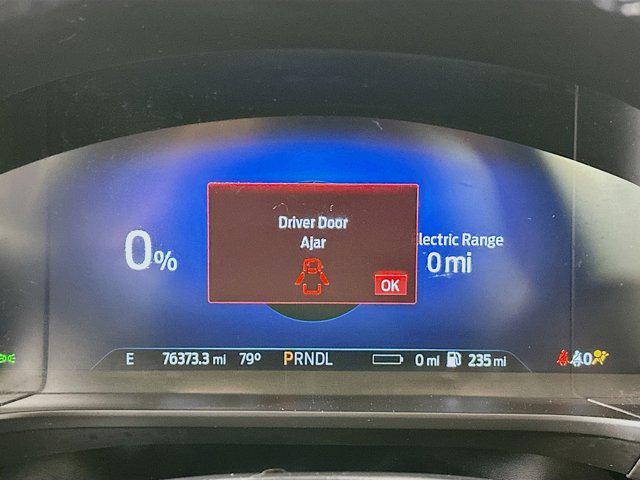 Driver Door
Ajar
0%
lectric Range
0 mi
OK
E 76373.3 mi 79° PRNDL 0 mi 235 mi